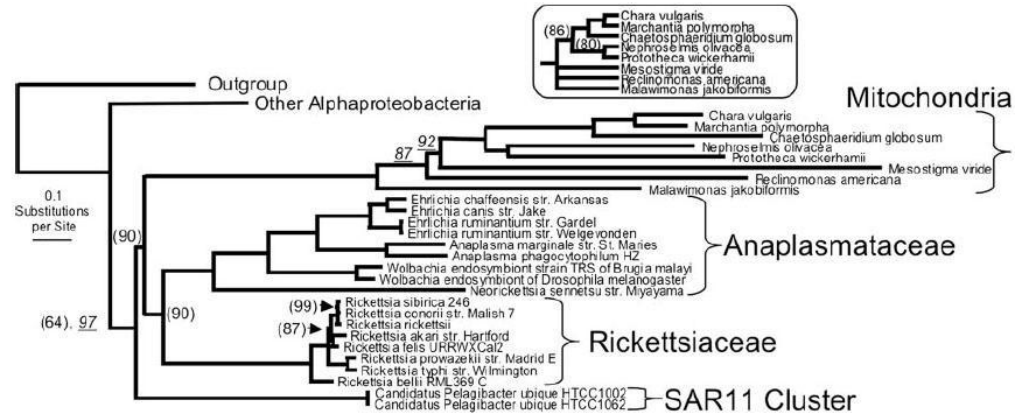 Chara vulgaris
Marchantia polymorpha
(86)
Chaetosphaeridium globosum
(80)
Nephroselmis olivacea
Prototheca wickerhamii
Mesostigma viride
Reclinomonas americana
Malawimonas jakobiformis
Outgroup
Other Alphaproteobacteria
Mitochondria
Chara vulgaris
Marchantia polymorpha
Chaetosphaeridium globosum
92
Nephroselmis olivacea
87
Prototheca wickerhamii
Mesostigma viride
Reclinomonas americana
Malawimonas jakobiformis
0.1
Substitutions
per Site
(90)
Ehrlichia chaffeensis str. Arkansas
Ehrlichia canis str. Jake
Ehrlichia ruminantium str. Gardel
Ehrlichia ruminantium str. Welgevonden
Anaplasma marginale str. St. Maries
Anaplasma phagocytophilum HZ
Anaplasmataceae
Wolbachia endosymbiont strain TRS of Brugia malayi
Wolbachia endosymbiont of Drosophila melanogaster
Neorickettsia sennetsu str. Miyayama
(64), 97
(90)
(99)
Rickettsia sibirica 246
Rickettsia conorii str. Malish 7
(87)
Rickettsia rickettsii
Rickettsia akari str. Hartford
Rickettsia felis URRWXCal2
Rickettsiaceae
Rickettsia prowazekii str. Madrid E
Rickettsia typhi str. Wilmington
Rickettsia bellii RML369 C
Candidatus Pelagibacter ubique HTCC1002
Candidatus Pelagibacter ubique HTCC1062
SAR11 Cluster